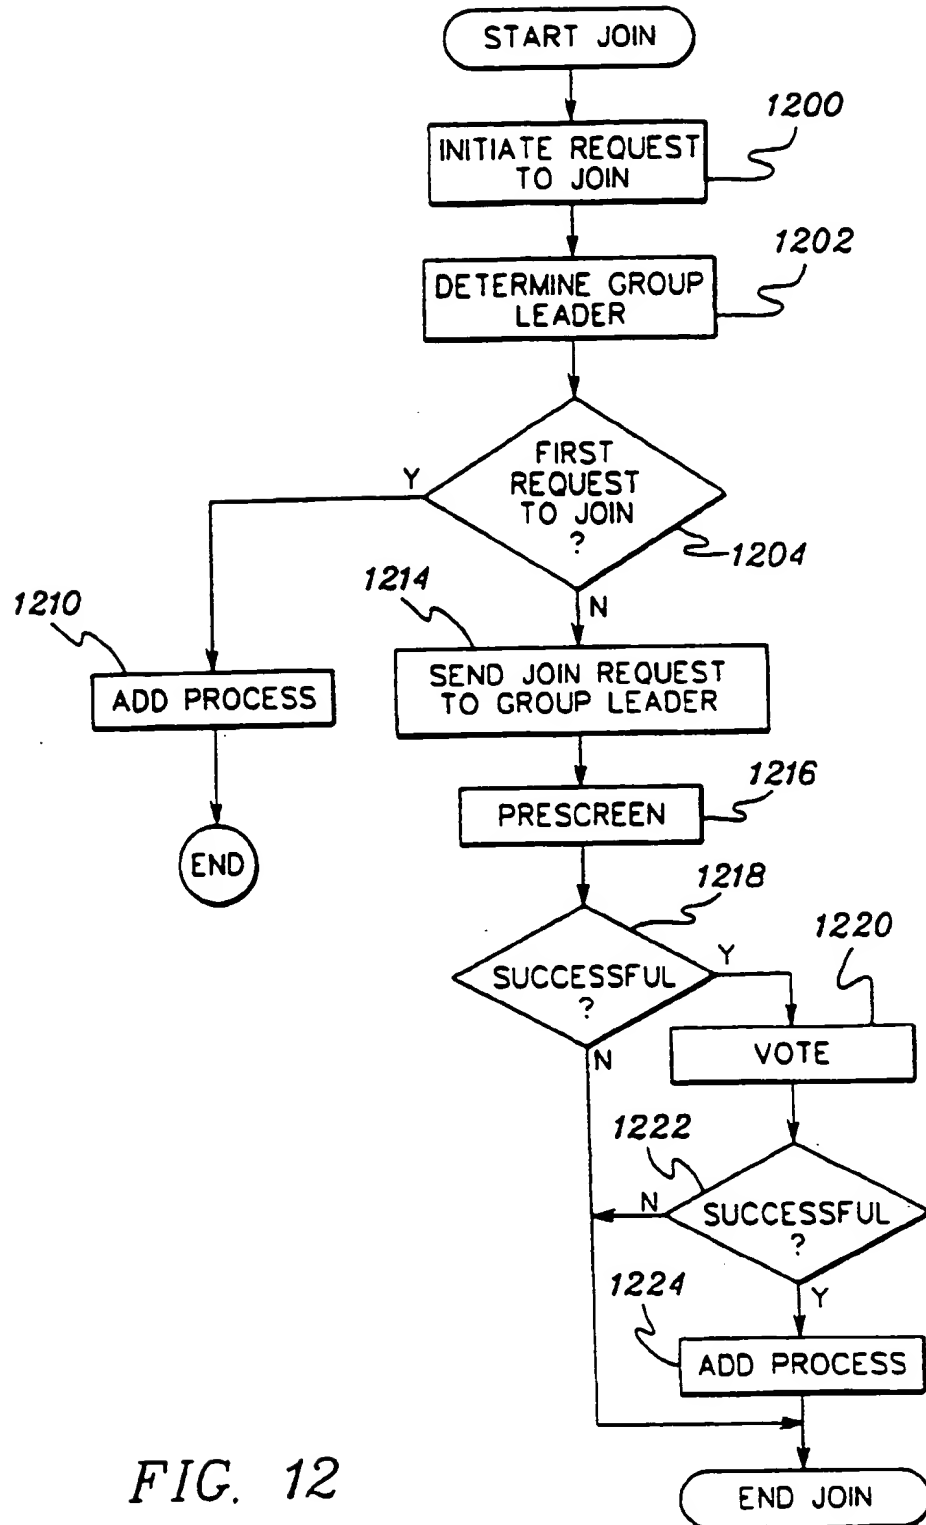 START JOIN
1200
INITIATE REQUEST
TO JOIN
1202
DETERMINE GROUP
LEADER
FIRST
REQUEST
TO JOIN
?
Y
1204
N
1214
1210
SEND JOIN REQUEST
TO GROUP LEADER
ADD PROCESS
1216
PRESCREEN
END
1218
1220
SUCCESSFUL
?
Y
N
VOTE
1222
N
SUCCESSFUL
?
Y
1224
ADD PROCESS
FIG. 12
END JOIN